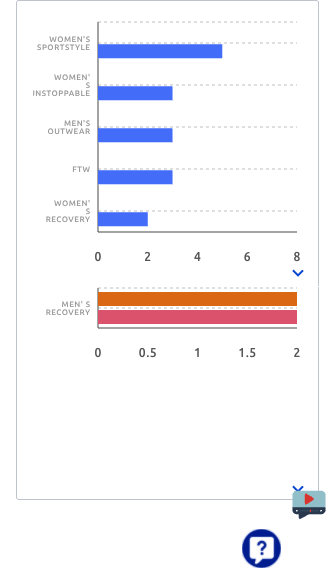 WOMEN'S
SPORTSTYLE
WOMEN'
S
INSTOPPABLE
MEN'S
OUTWEAR
FTW
WOMEN'
S
RECOVERY
0 2 4 6 8
MEN' S
RECOVERY
0 0.5 1 1.5 2
?